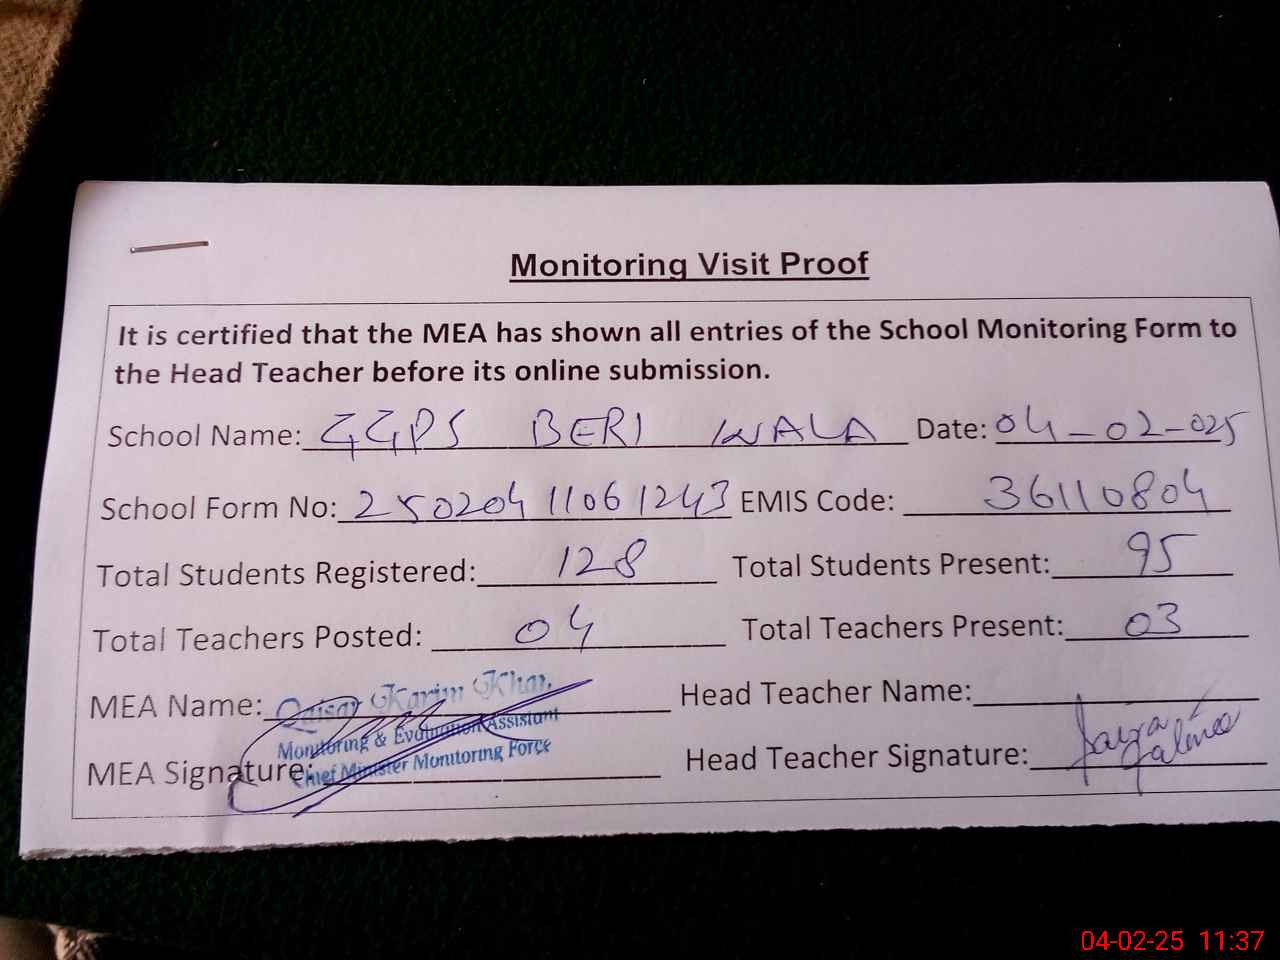 Monitoring Visit Proof
It is certified that the MEA has shown all entries of the School Monitoring Form to
the Head Teacher before its online submission.
School Name: GGPS BERI WALA Date: 04-02-025
School Form No: 25020411061243 EMIS Code: 36110804
Total Students Registered: 128 Total Students Present: 95
Total Teachers Posted: 04 Total Teachers Present: 03
MEA Name: Qaisar Karim Khan Head Teacher Name:
Monitoring & Evaluation Assistant
MEA Signature: Chief Minister Monitoring Force Head Teacher Signature:
04-02-25 11:37